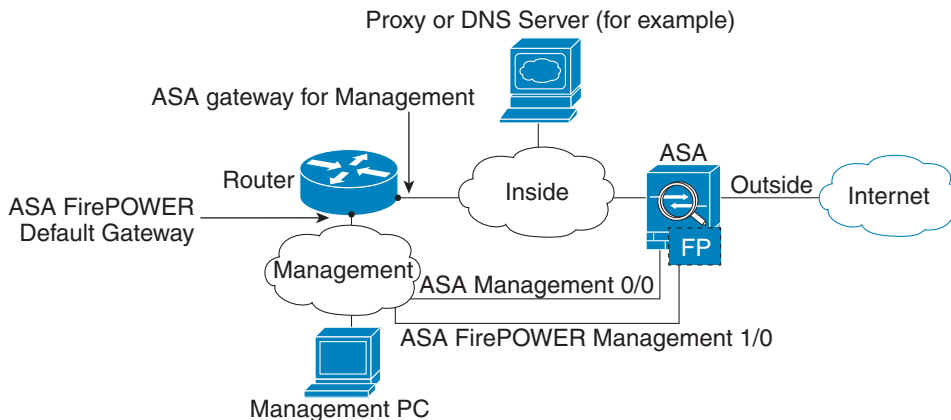 Proxy or DNS Server (for example)
ASA gateway for Management
ASA
Router
Inside
Outside
Internet
ASA FirePOWER
Default Gateway
FP
Management
ASA Management 0/0
ASA FirePOWER Management 1/0
Management PC